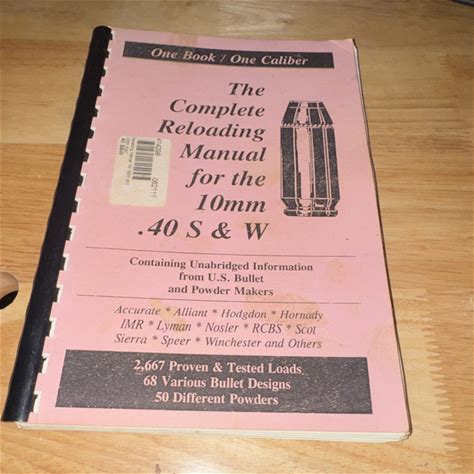 One Book / One Caliber
The
Complete
Reloading
Manual
for the
10mm
.40 S & W
Containing Unabridged Information
from U.S. Bullet
and Powder Makers
Accurate * Alliant * Hodgdon * Hornady
IMR * Lyman * Nosler * RCBS * Scot
Sierra * Speer * Winchester and Others
2,667 Proven & Tested Loads
68 Various Bullet Designs
50 Different Powders